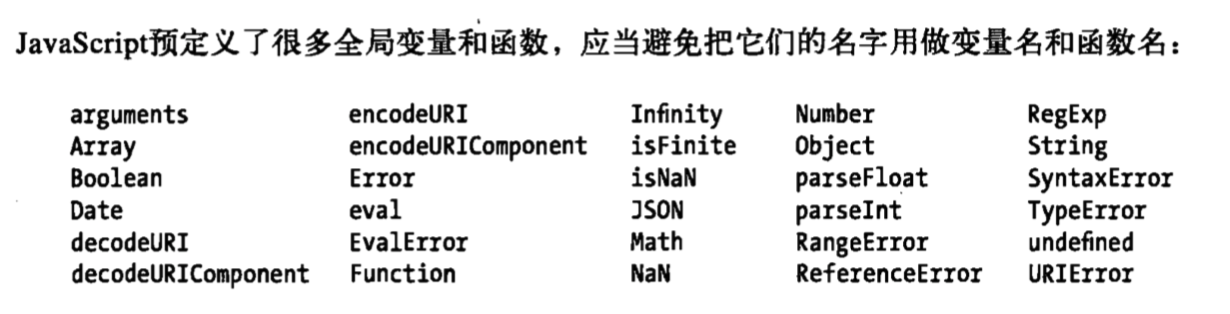 JavaScript预定义了很多全局变量和函数，应当避免把它们的名字用做变量名和函数名：
arguments encodeURI Infinity Number RegExp
Array encodeURIComponent isFinite Object String
Boolean Error isNaN parseFloat SyntaxError
Date eval JSON parseInt TypeError
decodeURI EvalError Math RangeError undefined
decodeURIComponent Function NaN ReferenceError URIError